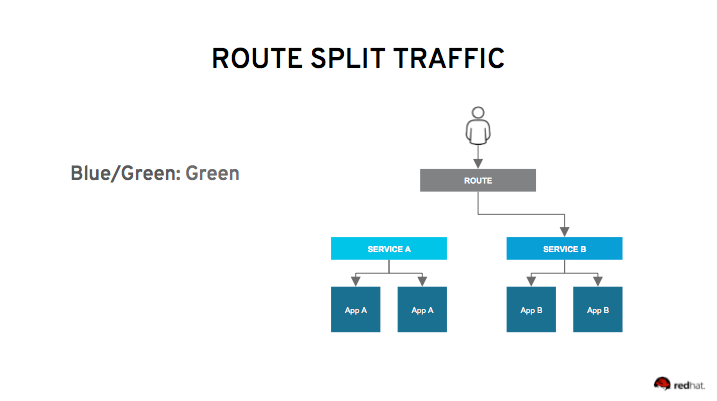 ROUTE SPLIT TRAFFIC
Blue/Green: Green
ROUTE
SERVICE A
SERVICE B
App A
App A
App B
App B
redhat.